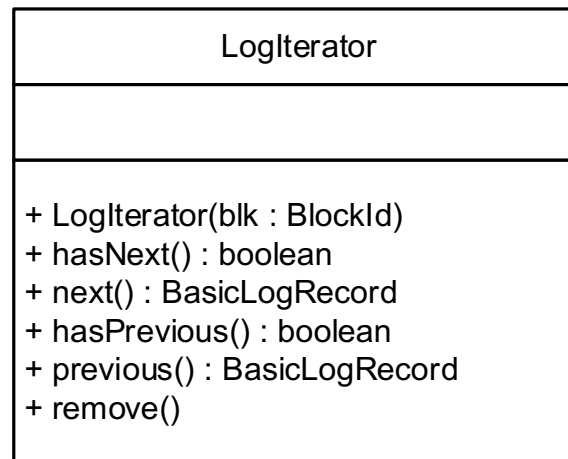 LogIterator
+ LogIterator(blk : BlockId)
+ hasNext() : boolean
+ next() : BasicLogRecord
+ hasPrevious() : boolean
+ previous() : BasicLogRecord
+ remove()